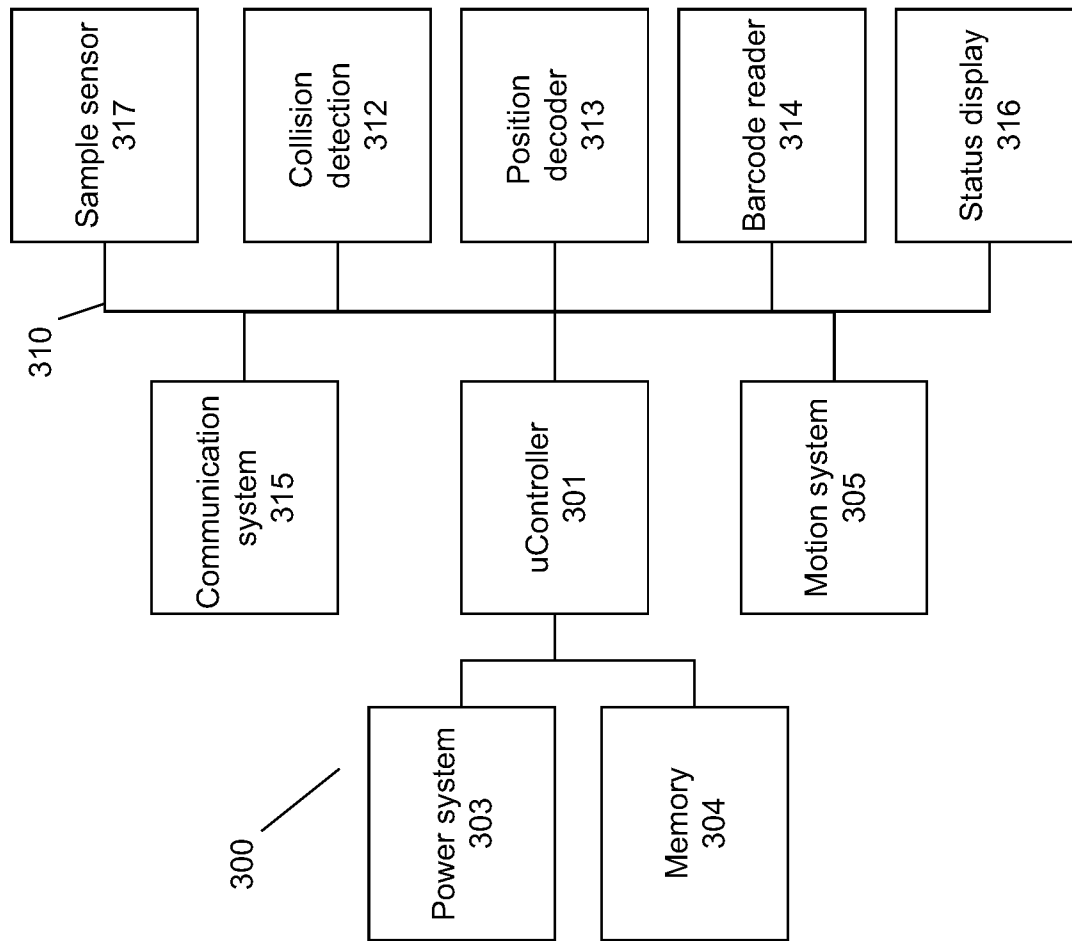 300
Power system
303
Memory
304
Communication
system
315
uController
301
Motion system
305
310
Sample sensor
317
Collision
detection
312
Position
decoder
313
Barcode reader
314
Status display
316